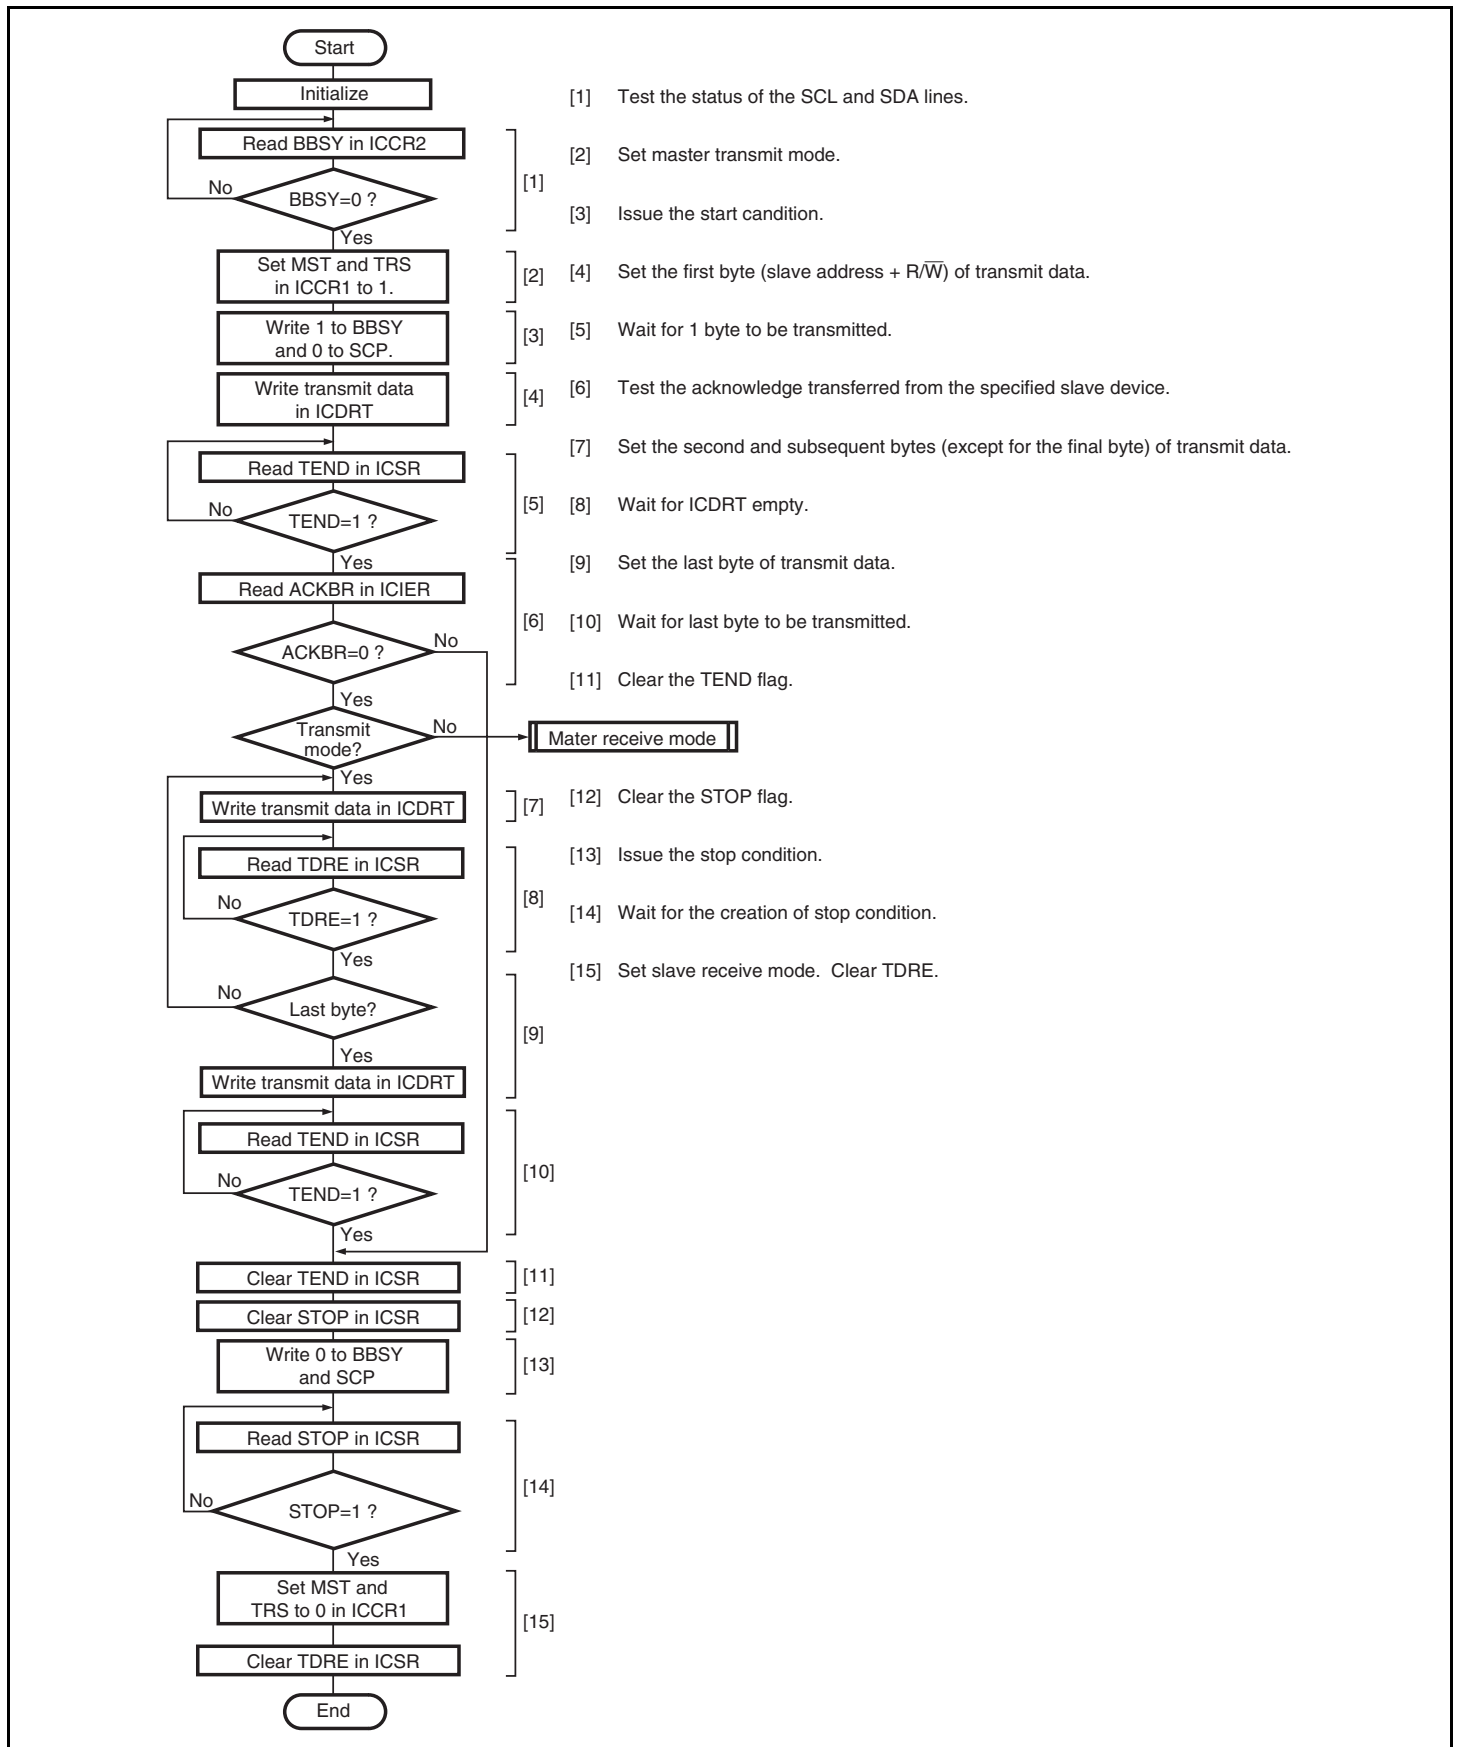 Start
Initialize
Read BBSY in ICCR2
No
BBSY=0 ?
[1]
Yes
Set MST and TRS
in ICCR1 to 1.
[2]
Write 1 to BBSY
and 0 to SCP.
[3]
Write transmit data
in ICDRT
[4]
Read TEND in ICSR
No
TEND=1 ?
[5]
Yes
Read ACKBR in ICIER
[6]
ACKBR=0 ?
No
Yes
Transmit
mode?
No
Mater receive mode
Yes
Write transmit data in ICDRT
[7]
Read TDRE in ICSR
No
TDRE=1 ?
[8]
Yes
No
Last byte?
[9]
Yes
Write transmit data in ICDRT
Read TEND in ICSR
No
TEND=1 ?
[10]
Yes
Clear TEND in ICSR
[11]
Clear STOP in ICSR
[12]
Write 0 to BBSY
and SCP
[13]
Read STOP in ICSR
No
STOP=1 ?
[14]
Yes
Set MST and
TRS to 0 in ICCR1
[15]
Clear TDRE in ICSR
End
[1] Test the status of the SCL and SDA lines.
[2] Set master transmit mode.
[3] Issue the start candition.
[4] Set the first byte (slave address + R/W̅) of transmit data.
[5] Wait for 1 byte to be transmitted.
[6] Test the acknowledge transferred from the specified slave device.
[7] Set the second and subsequent bytes (except for the final byte) of transmit data.
[8] Wait for ICDRT empty.
[9] Set the last byte of transmit data.
[10] Wait for last byte to be transmitted.
[11] Clear the TEND flag.
[12] Clear the STOP flag.
[13] Issue the stop condition.
[14] Wait for the creation of stop condition.
[15] Set slave receive mode. Clear TDRE.